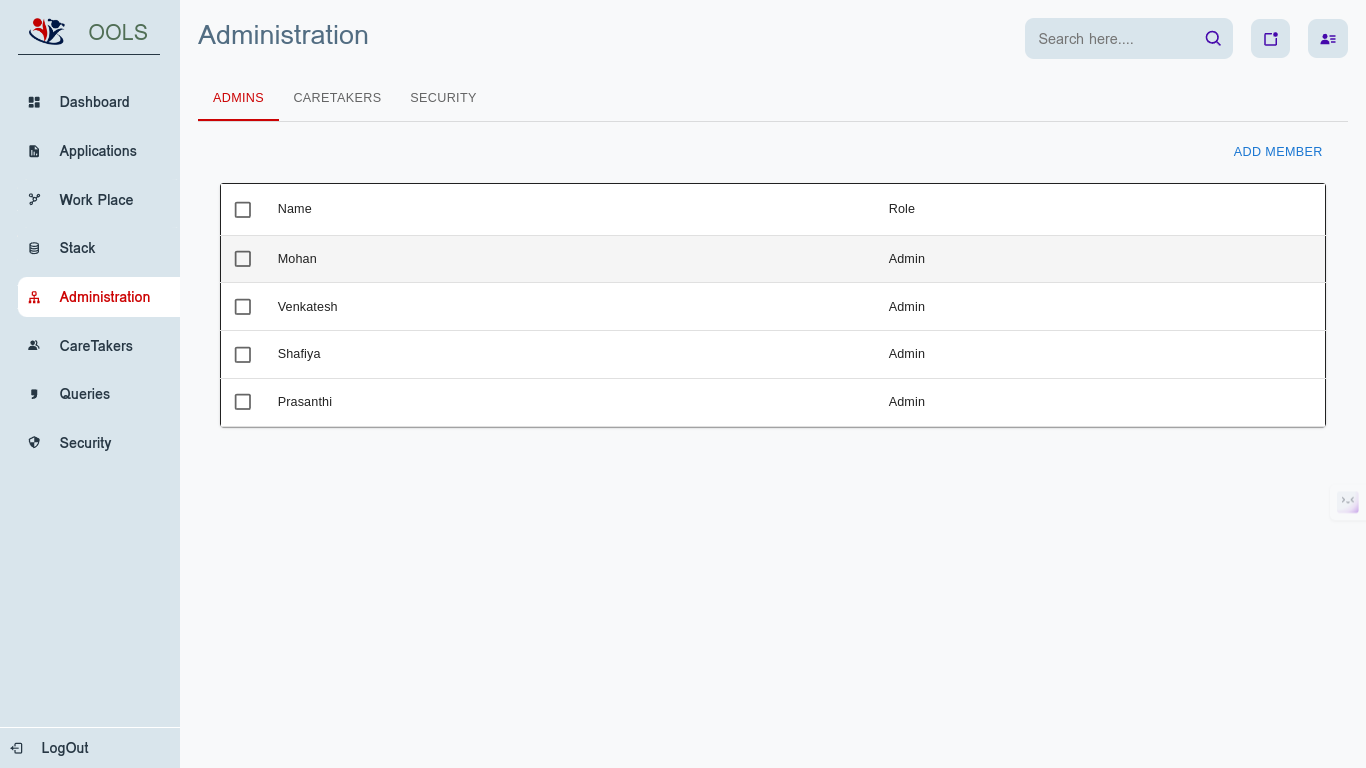 OOLS
Dashboard
Applications
Work Place
Stack
Administration
CareTakers
Queries
Security
LogOut
Administration
Search here....
ADMINS CARETAKERS SECURITY
ADD MEMBER
Name Role
Mohan Admin
Venkatesh Admin
Shafiya Admin
Prasanthi Admin